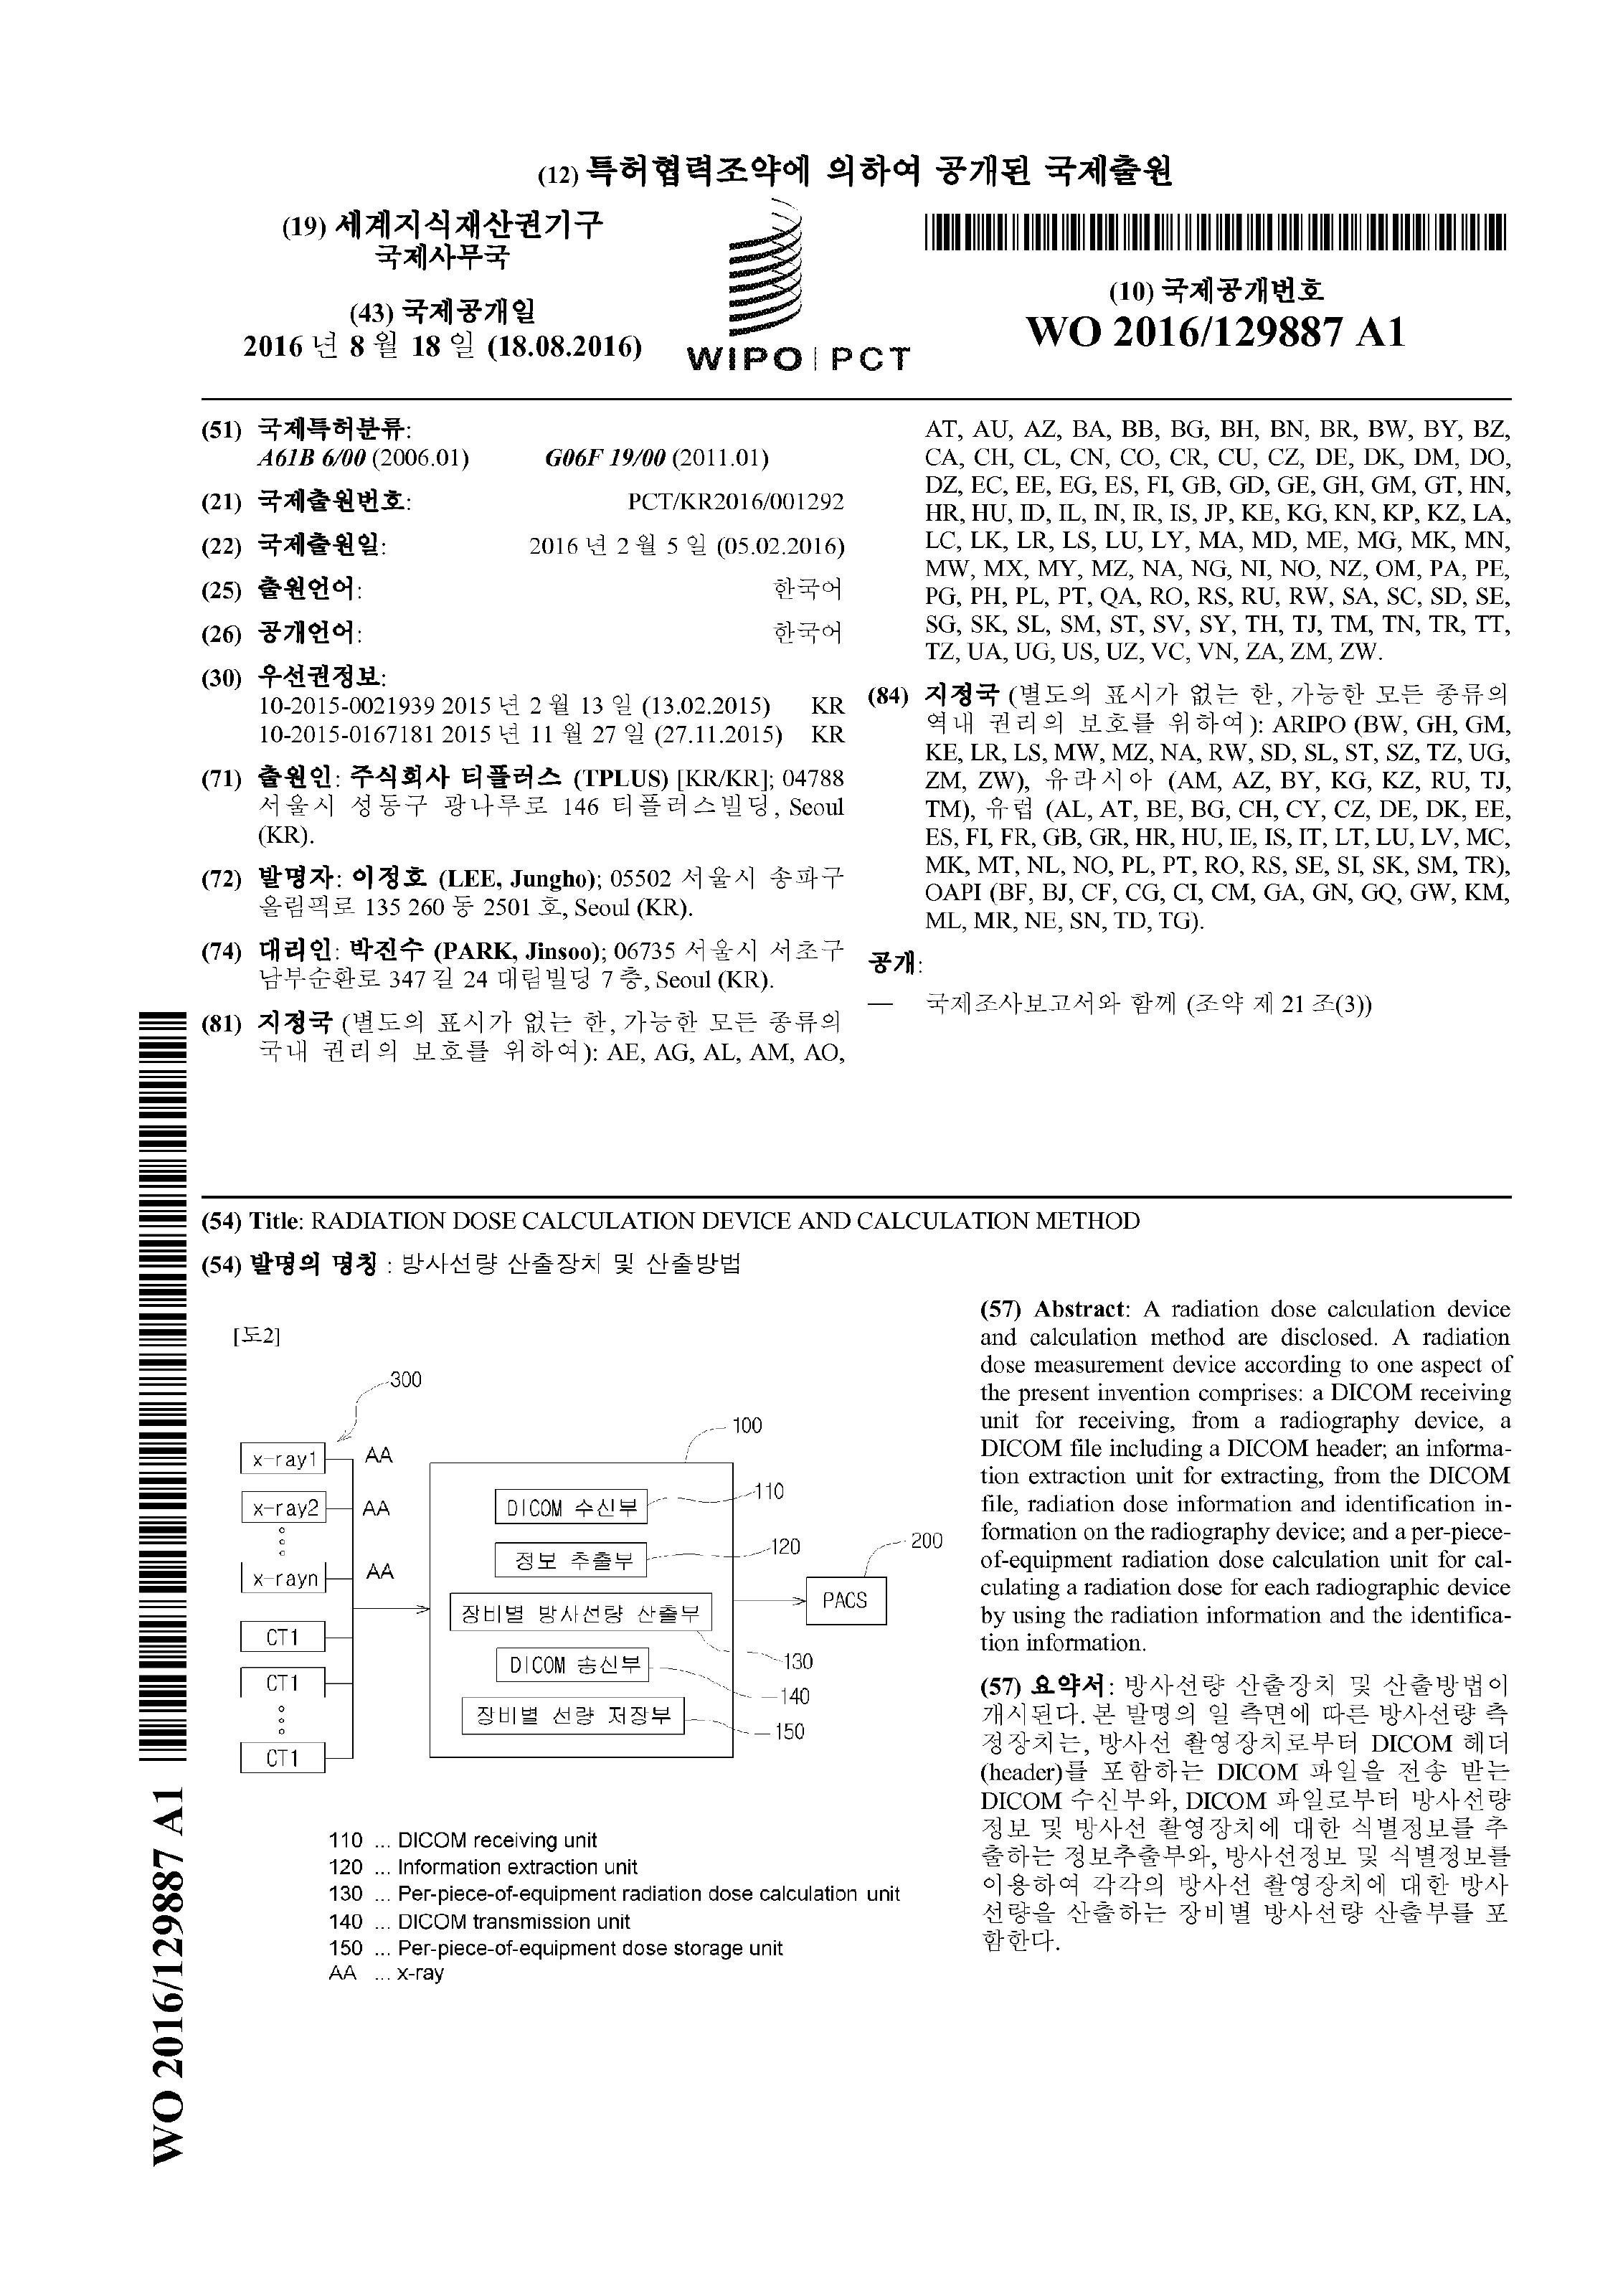 (12) 특허협력조약에 의하여 공개된 국제출원
(19) 세계지식재산권기구
국제사무국
(43) 국제공개일
2016 년 8 월 18 일 (18.08.2016)
WIPO | PCT
(10) 국제공개번호
WO 2016/129887 A1
(51) 국제특허분류:
A61B 6/00 (2006.01) G06F 19/00 (2011.01)
(21) 국제출원번호: PCT/KR2016/001292
(22) 국제출원일: 2016 년 2 월 5 일 (05.02.2016)
(25) 출원언어: 한국어
(26) 공개언어: 한국어
(30) 우선권정보:
10-2015-0021939 2015 년 2 월 13 일 (13.02.2015) KR
10-2015-0167181 2015 년 11 월 27 일 (27.11.2015) KR
(71) 출원인: 주식회사 티플러스 (TPLUS) [KR/KR]; 04788
서울시 성동구 광나루로 146 티플러스빌딩, Seoul
(KR).
(72) 발명자: 이정호 (LEE, Jungho); 05502 서울시 송파구
올림픽로 135 260 동 2501 호, Seoul (KR).
(74) 대리인: 박진수 (PARK, Jinsoo); 06735 서울시 서초구
남부순환로 347 길 24 대림빌딩 7 층, Seoul (KR).
(81) 지정국 (별도의 표시가 없는 한, 가능한 모든 종류의
국내 권리의 보호를 위하여): AE, AG, AL, AM, AO,
AT, AU, AZ, BA, BB, BG, BH, BN, BR, BW, BY, BZ,
CA, CH, CL, CN, CO, CR, CU, CZ, DE, DK, DM, DO,
DZ, EC, EE, EG, ES, FI, GB, GD, GE, GH, GM, GT, HN,
HR, HU, ID, IL, IN, IR, IS, JP, KE, KG, KN, KP, KZ, LA,
LC, LK, LR, LS, LU, LY, MA, MD, ME, MG, MK, MN,
MW, MX, MY, MZ, NA, NG, NI, NO, NZ, OM, PA, PE,
PG, PH, PL, PT, QA, RO, RS, RU, RW, SA, SC, SD, SE,
SG, SK, SL, SM, ST, SV, SY, TH, TJ, TM, TN, TR, TT,
TZ, UA, UG, US, UZ, VC, VN, ZA, ZM, ZW.
(84) 지정국 (별도의 표시가 없는 한, 가능한 모든 종류의
역내 권리의 보호를 위하여): ARIPO (BW, GH, GM,
KE, LR, LS, MW, MZ, NA, RW, SD, SL, ST, SZ, TZ, UG,
ZM, ZW), 유라시아 (AM, AZ, BY, KG, KZ, RU, TJ,
TM), 유럽 (AL, AT, BE, BG, CH, CY, CZ, DE, DK, EE,
ES, FI, FR, GB, GR, HR, HU, IE, IS, IT, LT, LU, LV, MC,
MK, MT, NL, NO, PL, PT, RO, RS, SE, SI, SK, SM, TR),
OAPI (BF, BJ, CF, CG, CI, CM, GA, GN, GQ, GW, KM,
ML, MR, NE, SN, TD, TG).
공개:
— 국제조사보고서와 함께 (조약 제 21 조(3))
(54) Title: RADIATION DOSE CALCULATION DEVICE AND CALCULATION METHOD
(54) 발명의 명칭 : 방사선량 산출장치 및 산출방법
[도2]
300
100
x-ray1 AA
x-ray2 AA
x-rayn AA
CT1
CT1
CT1
DICOM 수신부 110
정보 추출부 120
장비별 방사선량 산출부 130
DICOM 송신부 140
장비별 선량 저장부 150
200
PACS
110 ... DICOM receiving unit
120 ... Information extraction unit
130 ... Per-piece-of-equipment radiation dose calculation unit
140 ... DICOM transmission unit
150 ... Per-piece-of-equipment dose storage unit
AA ... x-ray
(57) Abstract: A radiation dose calculation device
and calculation method are disclosed. A radiation
dose measurement device according to one aspect of
the present invention comprises: a DICOM receiving
unit for receiving, from a radiography device, a
DICOM file including a DICOM header; an informa-
tion extraction unit for extracting, from the DICOM
file, radiation dose information and identification in-
formation on the radiography device; and a per-piece-
of-equipment radiation dose calculation unit for cal-
culating a radiation dose for each radiographic device
by using the radiation information and the identifica-
tion information.
(57) 요약서: 방사선량 산출장치 및 산출방법이
개시된다. 본 발명의 일 측면에 따른 방사선량 측
정장치는, 방사선 촬영장치로부터 DICOM 헤더
(header)를 포함하는 DICOM 파일을 전송 받는
DICOM 수신부와, DICOM 파일로부터 방사선량
정보 및 방사선 촬영장치에 대한 식별정보를 추
출하는 정보추출부와, 방사선정보 및 식별정보를
이용하여 각각의 방사선 촬영장치에 대한 방사
선량을 산출하는 장비별 방사선량 산출부를 포
함한다.
WO 2016/129887 A1